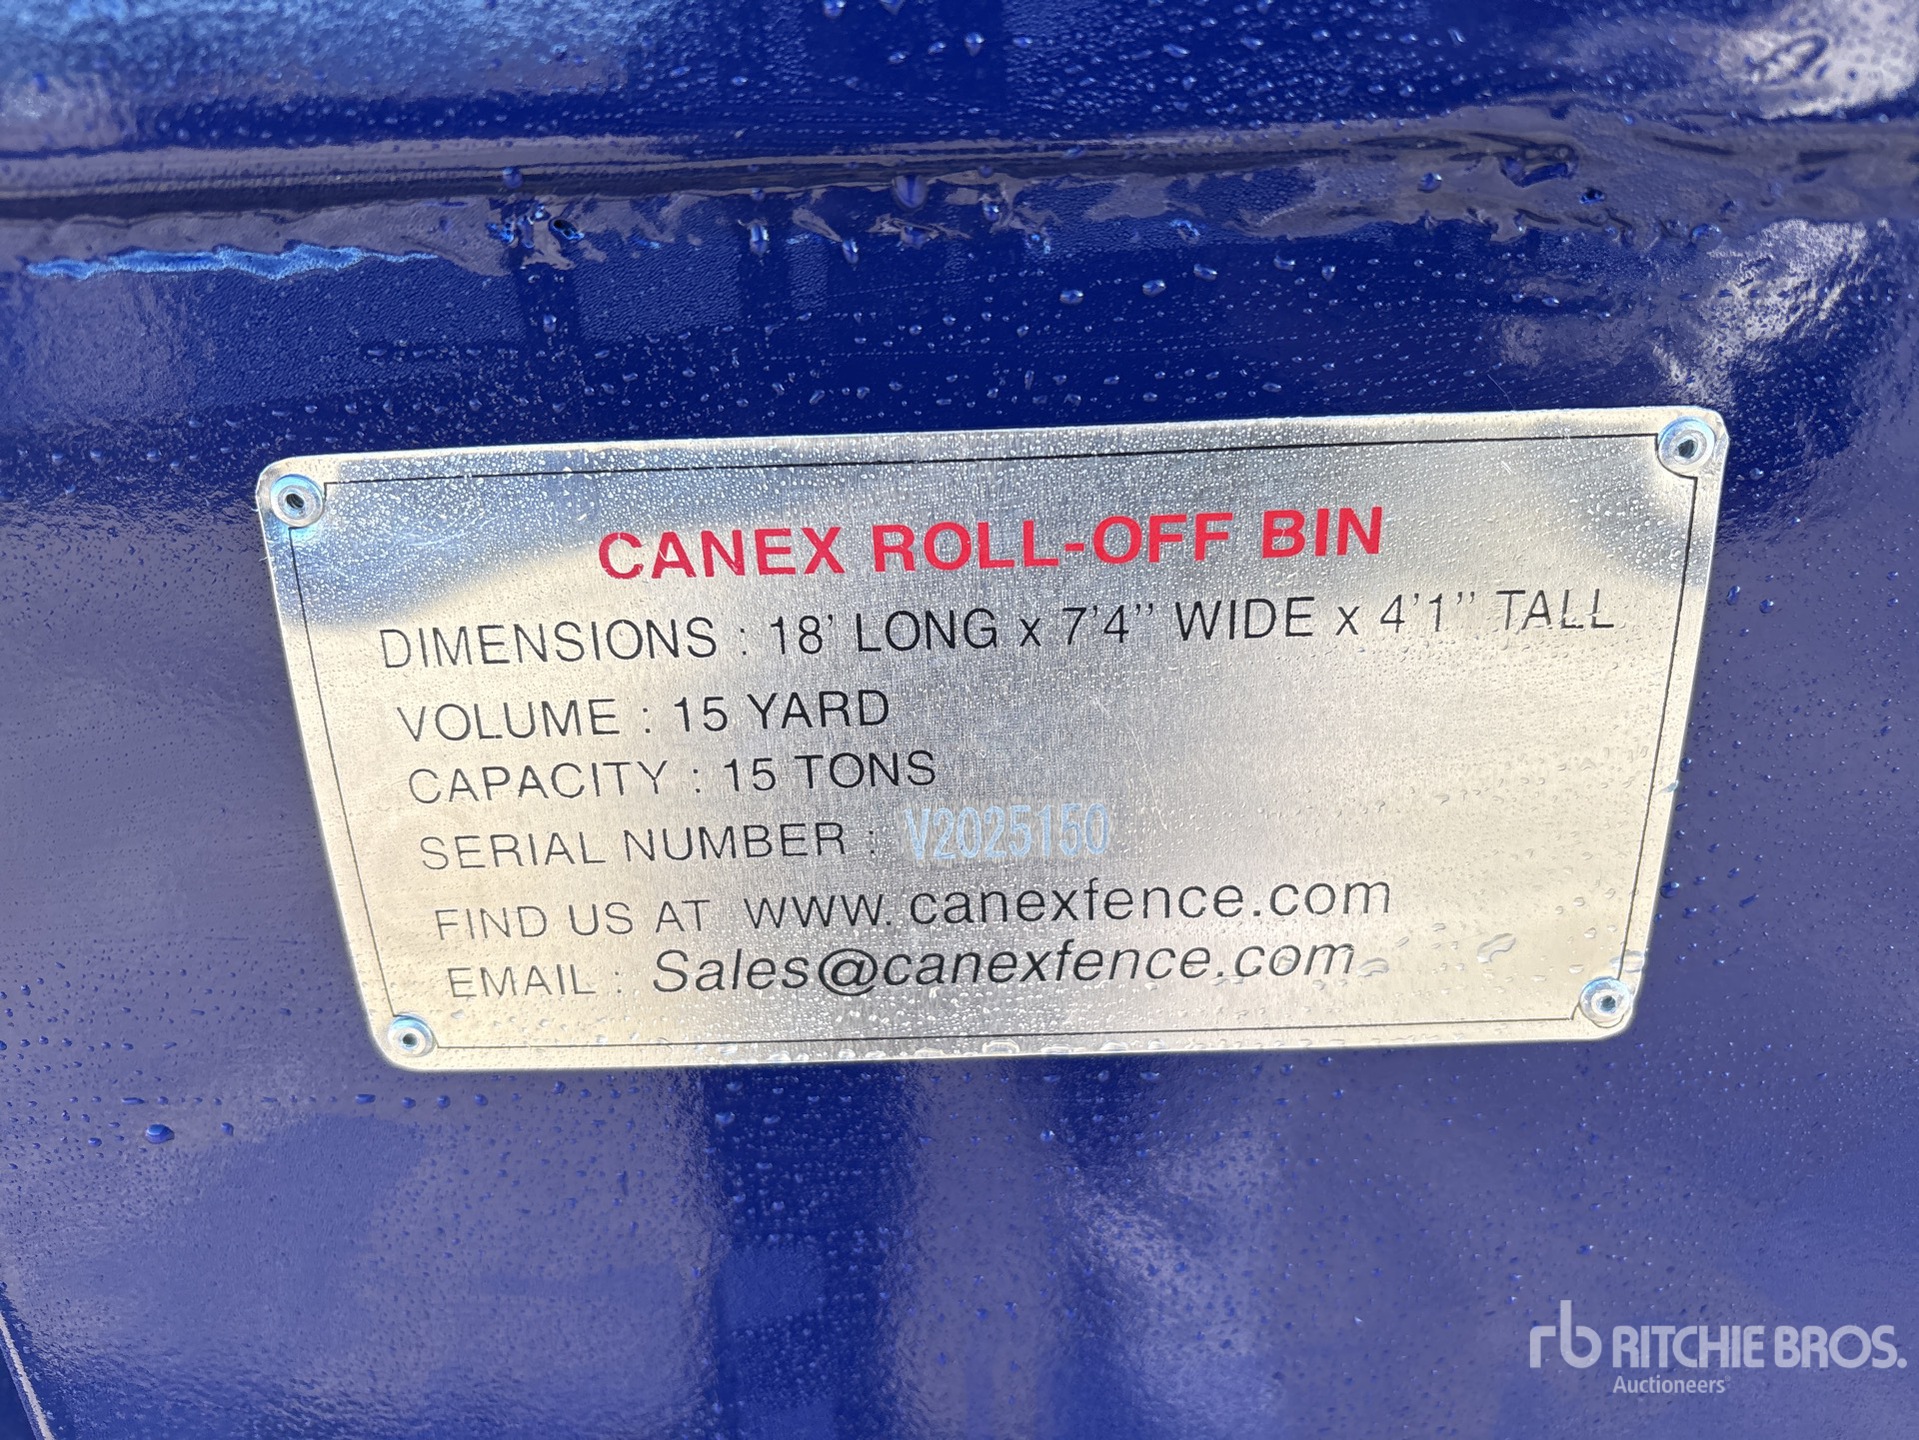 CANEX ROLL-OFF BIN
DIMENSIONS : 18' LONG x 7'4'' WIDE x 4'1'' TALL
VOLUME : 15 YARD
CAPACITY : 15 TONS
SERIAL NUMBER : V2025150
FIND US AT www.canexfence.com
EMAIL : Sales@canexfence.com
rb RITCHIE BROS.
Auctioneers